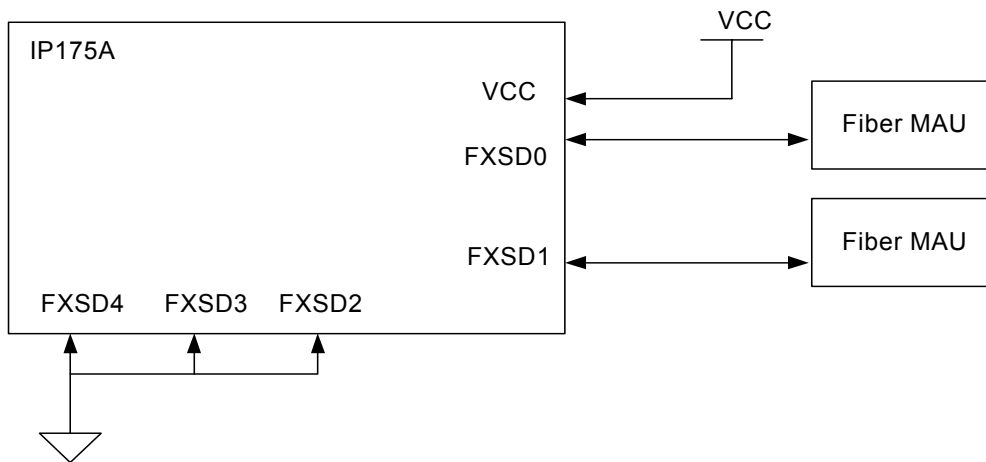 VCC
IP175A
VCC
Fiber MAU
FXSD0
Fiber MAU
FXSD1
FXSD4 FXSD3 FXSD2